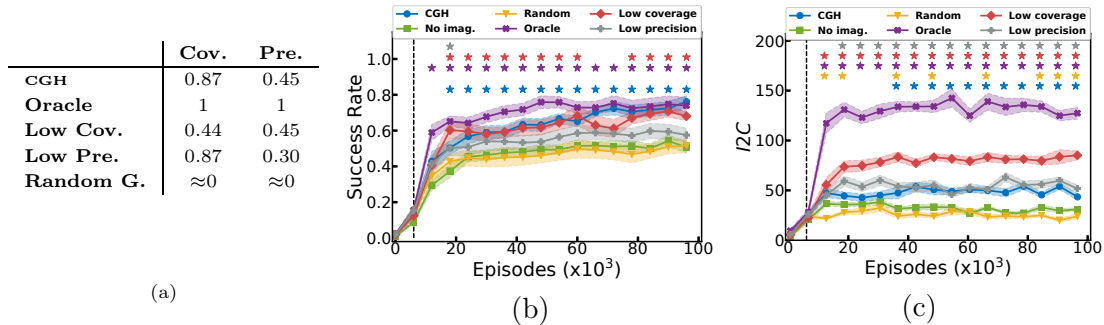 Cov. Pre.
CGH 0.87 0.45
Oracle 1 1
Low Cov. 0.44 0.45
Low Pre. 0.87 0.30
Random G. ≈0 ≈0
(a)
CGH Random Low coverage
No imag. Oracle Low precision
Success Rate
1.0
0.8
0.6
0.4
0.2
0.0
0 20 40 60 80 100
Episodes (x10³)
(b)
CGH Random Low coverage
No imag. Oracle Low precision
I2C
200
150
100
50
0
0 20 40 60 80 100
Episodes (x10³)
(c)